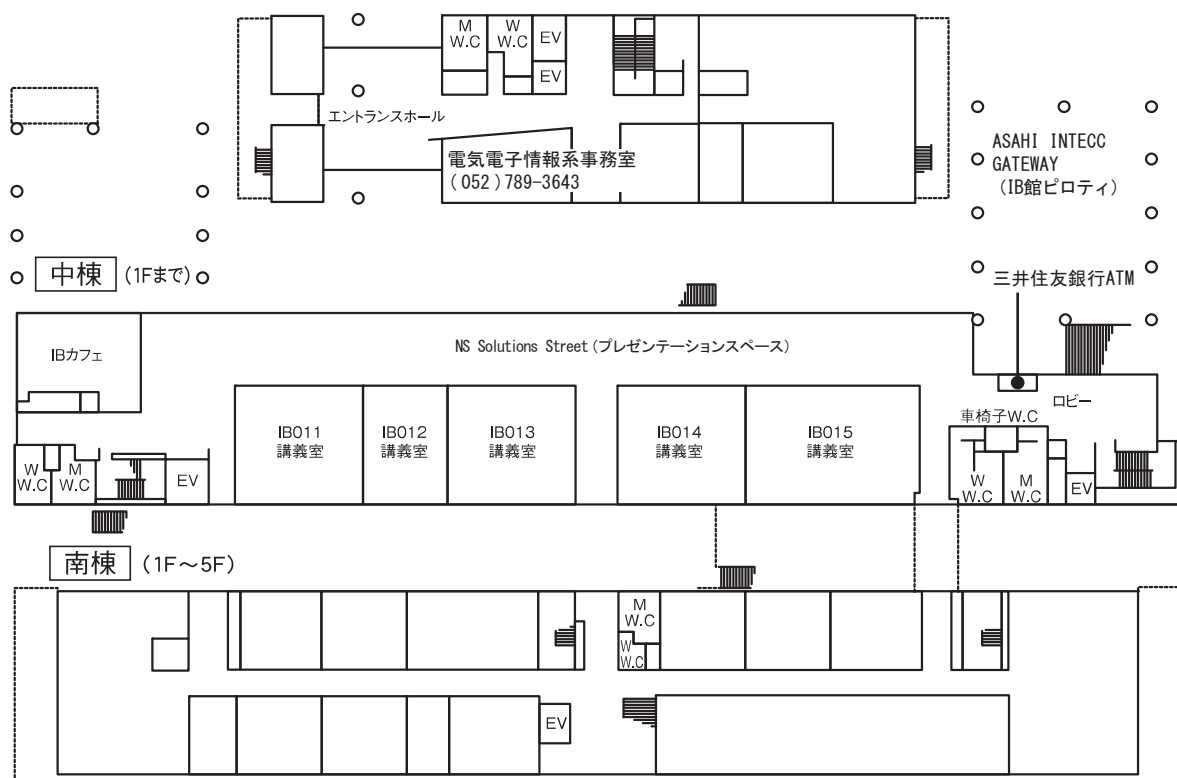 M
W.C
W
W.C
EV
EV
エントランスホール
電気電子情報系事務室
(052)789-3643
ASAHI INTECC
GATEWAY
(IB館ピロティ)
中棟 (1Fまで)
三井住友銀行ATM
IBカフェ
NS Solutions Street(プレゼンテーションスペース)
ロビー
車椅子W.C
IB011
講義室
IB012
講義室
IB013
講義室
IB014
講義室
IB015
講義室
W
W.C
M
W.C
EV
W
W.C
M
W.C
EV
南棟 (1F～5F)
M
W.C
W
W.C
EV